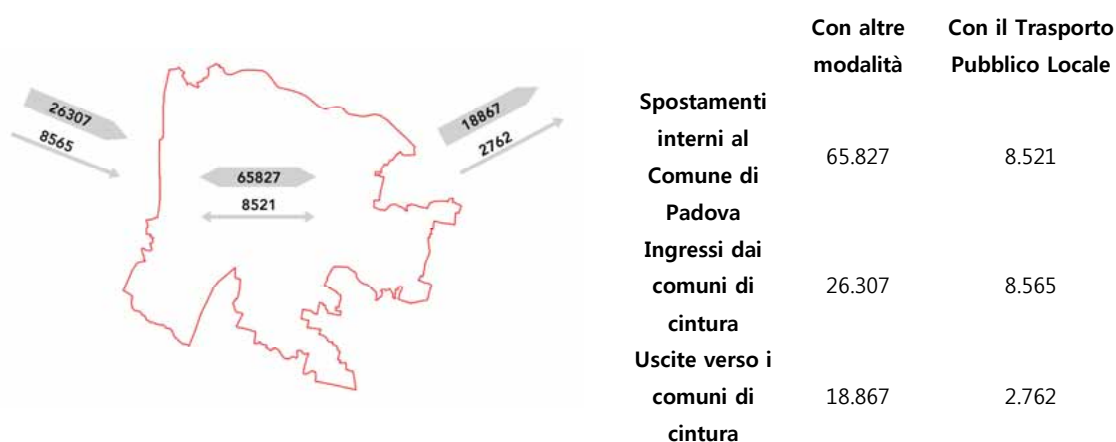 26307
8565
65827
8521
18867
2762
Con altre modalità
Con il Trasporto Pubblico Locale
Spostamenti interni al Comune di Padova
65.827
8.521
Ingressi dai comuni di cintura
26.307
8.565
Uscite verso i comuni di cintura
18.867
2.762